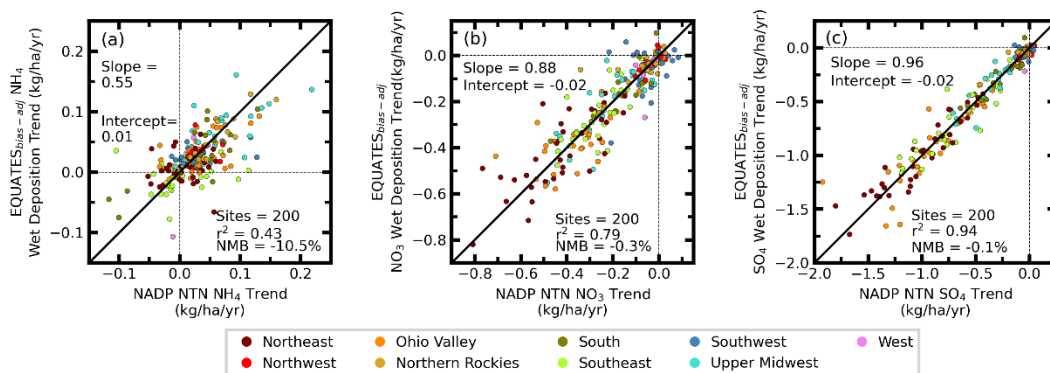 (a)
Slope =
0.55
Intercept=
0.01
Sites = 200
r² = 0.43
NMB = -10.5%
0.2
0.1
0.0
−0.1
−0.1
0.0
0.1
0.2
EQUATES bias−adj NH4
Wet Deposition Trend (kg/ha/yr)
NADP NTN NH4 Trend
(kg/ha/yr)
(b)
Slope = 0.88
Intercept = -0.02
Sites = 200
r² = 0.79
NMB = -0.3%
0.0
−0.2
−0.4
−0.6
−0.8
−0.8
−0.6
−0.4
−0.2
0.0
EQUATES bias−adj
NO3 Wet Deposition Trend(kg/ha/yr)
NADP NTN NO3 Trend
(kg/ha/yr)
(c)
Slope = 0.96
Intercept = -0.02
Sites = 200
r² = 0.94
NMB = -0.1%
0.0
−0.5
−1.0
−1.5
−2.0
−2.0
−1.5
−1.0
−0.5
0.0
EQUATES bias−adj
SO4 Wet Deposition Trend (kg/ha/yr)
NADP NTN SO4 Trend
(kg/ha/yr)
Northeast
Ohio Valley
South
Southwest
West
Northwest
Northern Rockies
Southeast
Upper Midwest